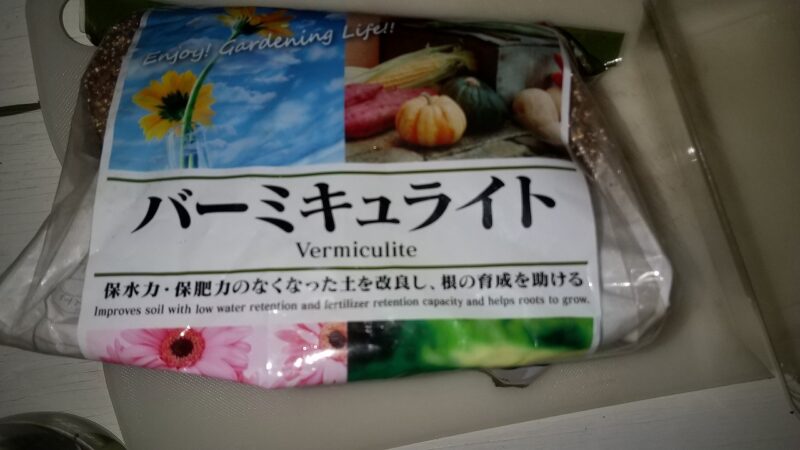 Enjoy! Gardening Life!!
バーミキュライト
Vermiculite
保水力・保肥力のなくなった土を改良し、根の育成を助ける
Improves soil with low water retention and fertilizer retention capacity and helps roots to grow.